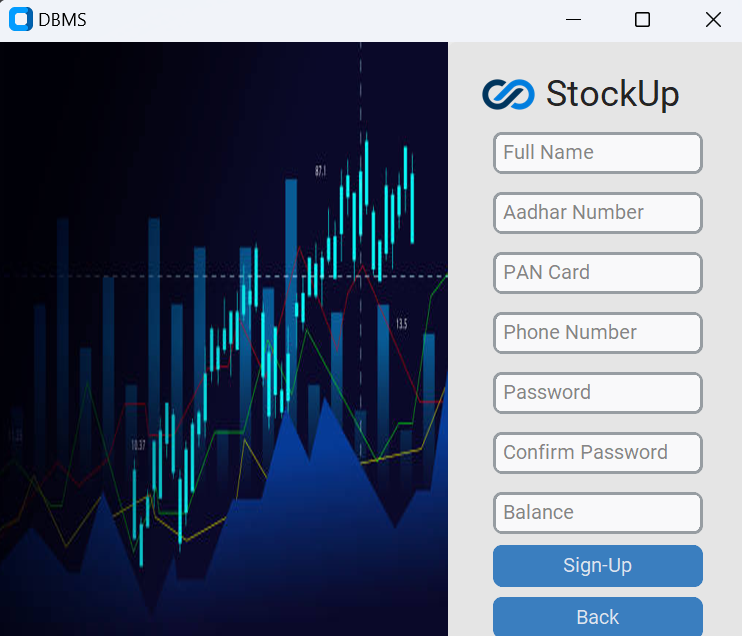 DBMS
StockUp
87.1
13.5
10.37
Full Name
Aadhar Number
PAN Card
Phone Number
Password
Confirm Password
Balance
Sign-Up
Back